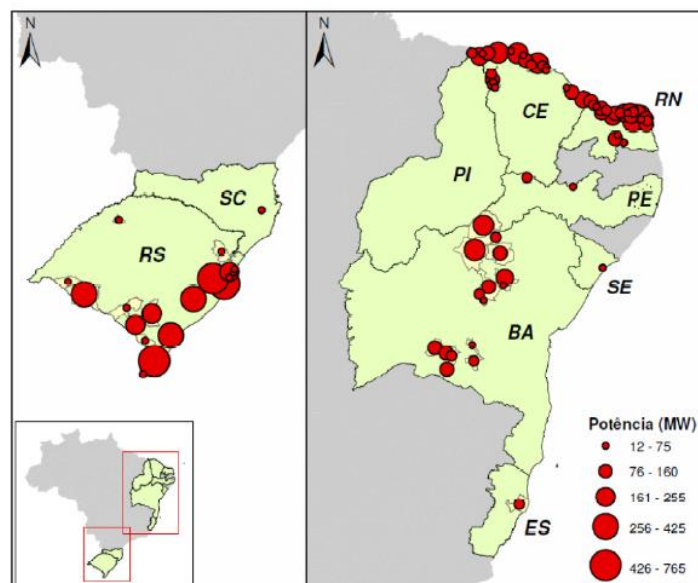 N
SC
RS
N
RN
CE
PI
PE
SE
BA
ES
Potência (MW)
12 - 75
76 - 160
161 - 255
256 - 425
426 - 765